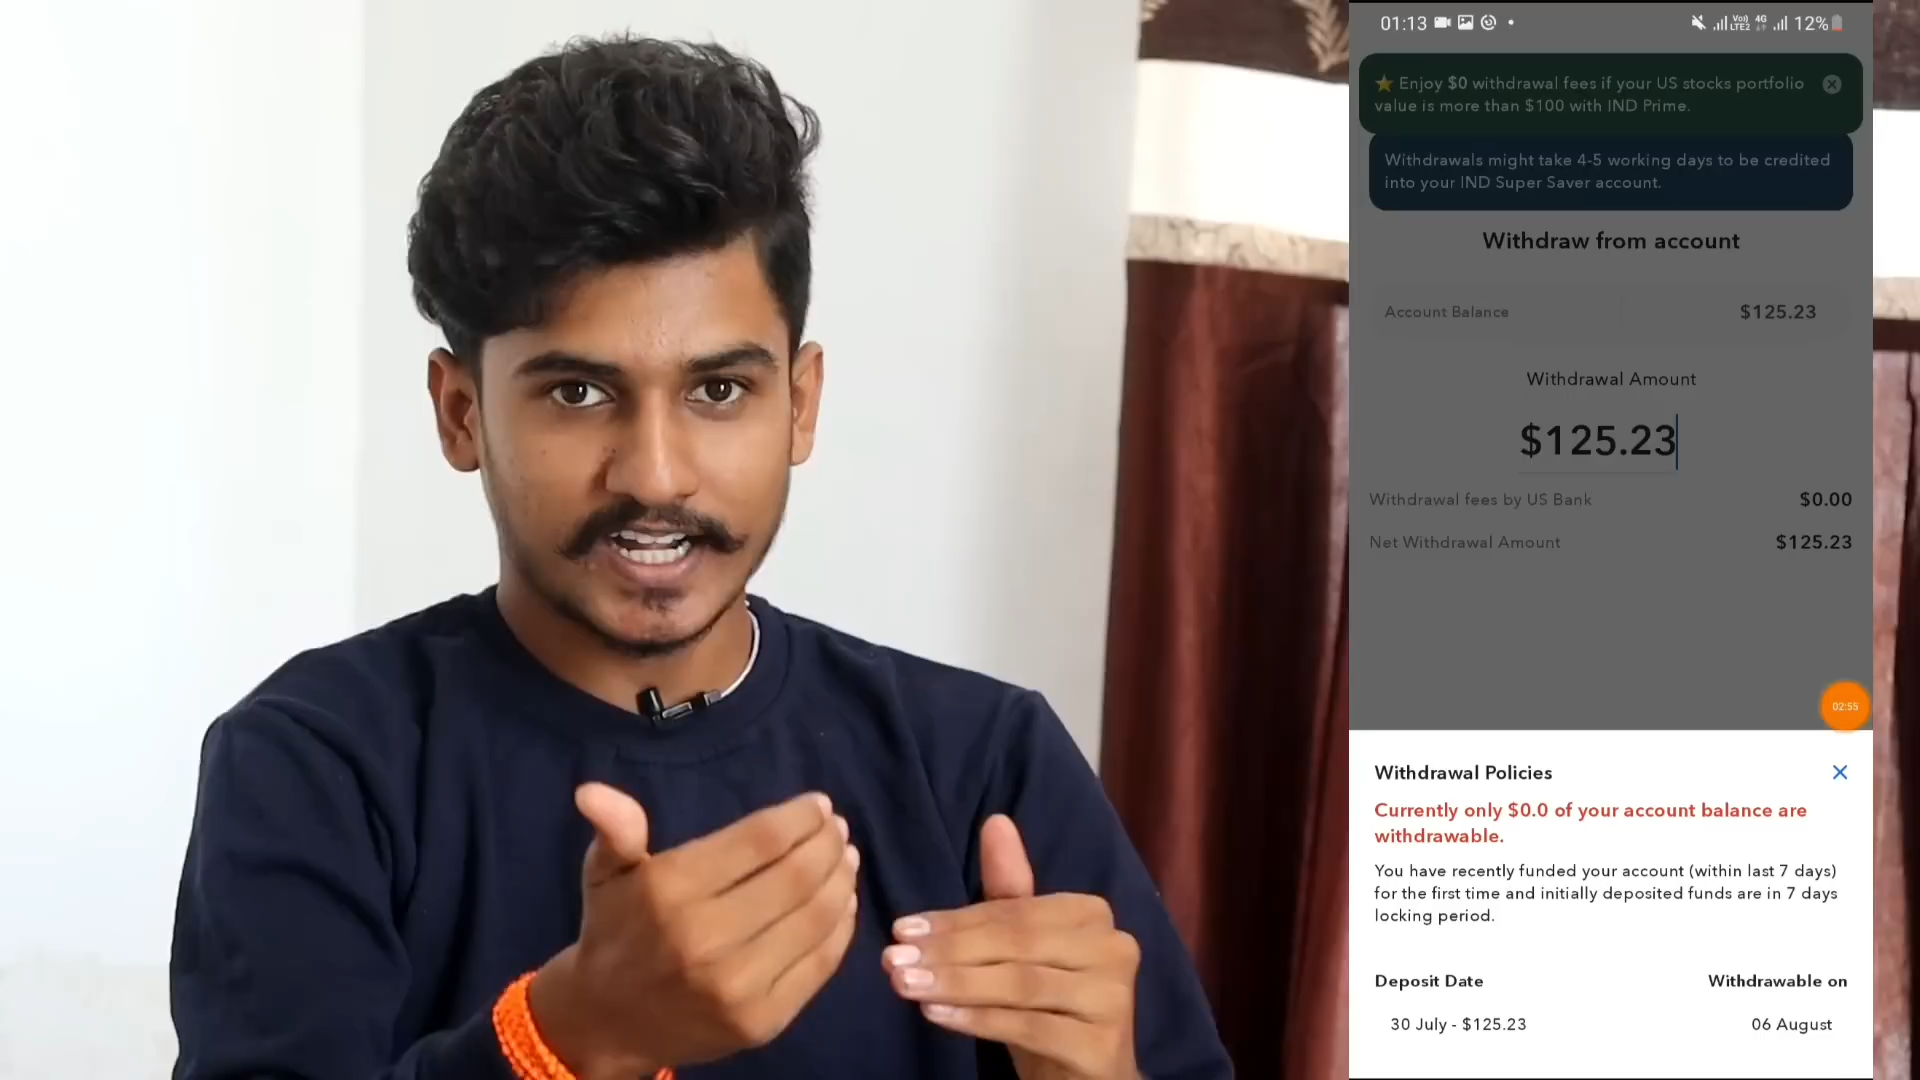 01:13
VoD 4G
LTE2
12%
⭐ Enjoy $0 withdrawal fees if your US stocks portfolio
value is more than $100 with IND Prime.
Withdrawals might take 4-5 working days to be credited
into your IND Super Saver account.
Withdraw from account
Account Balance $125.23
Withdrawal Amount
$125.23
Withdrawal fees by US Bank $0.00
Net Withdrawal Amount $125.23
02:55
Withdrawal Policies
Currently only $0.0 of your account balance are
withdrawable.
You have recently funded your account (within last 7 days)
for the first time and initially deposited funds are in 7 days
locking period.
Deposit Date Withdrawable on
30 July - $125.23 06 August